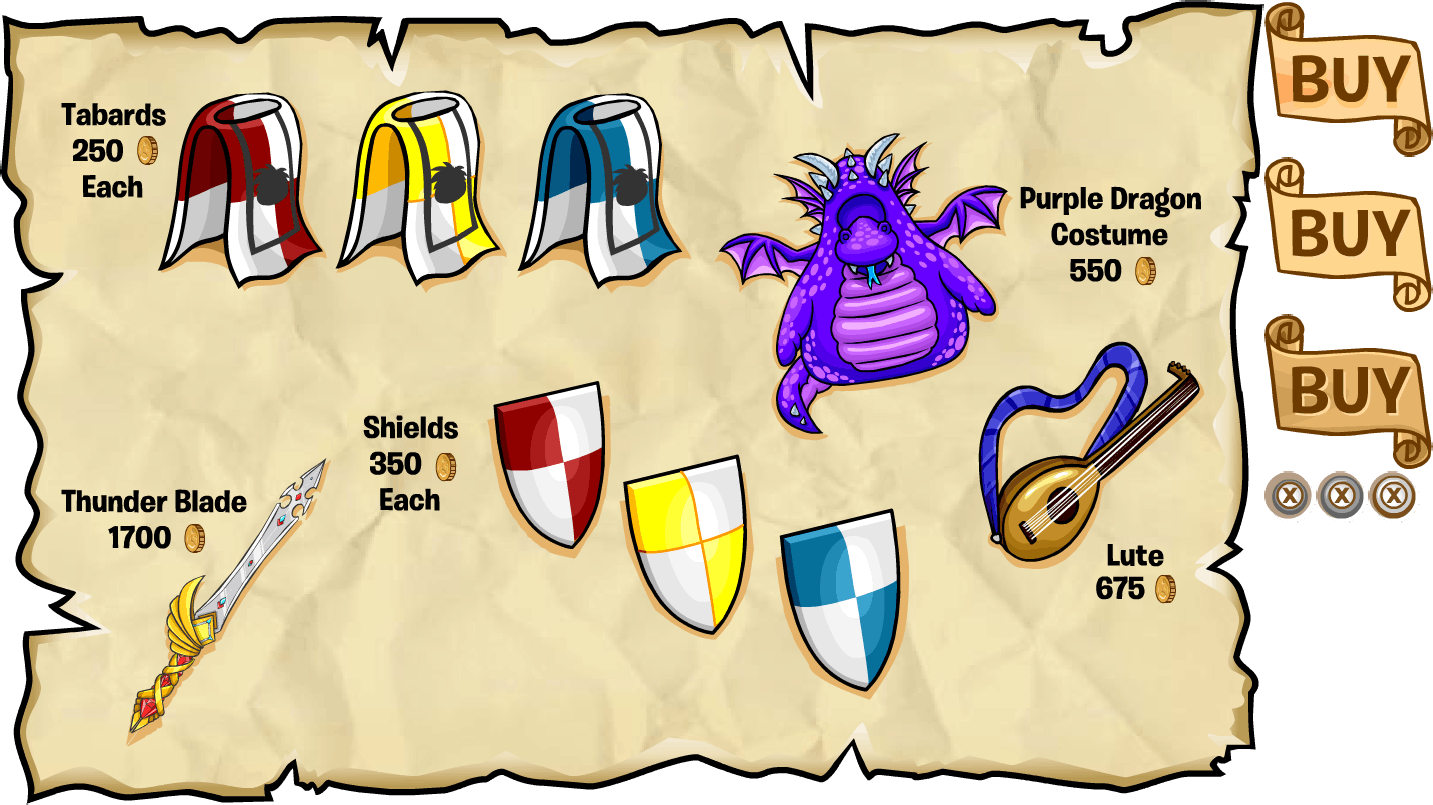 Tabards
250
Each
Purple Dragon
Costume
550
Shields
350
Each
Thunder Blade
1700
Lute
675
BUY
BUY
BUY
X X X